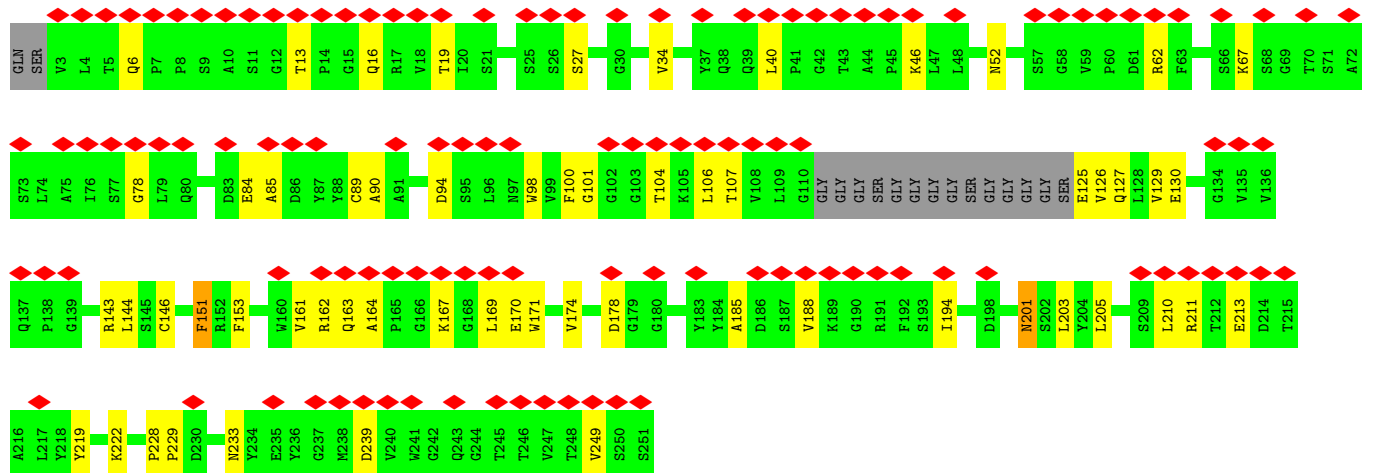 GLN SER V3 L4 T5 Q6 P7 P8 S9 A10 S11 G12 T13 P14 G15 Q16 R17 V18 T19 I20 S21 S25 S26 S27 G30 V34 Y37 Q38 Q39 L40 P41 G42 T43 A44 P45 K46 L47 L48 N52 S57 G58 V59 P60 D61 R62 F63 S66 K67 S68 G69 T70 S71 A72
S73 L74 A75 I76 S77 G78 L79 Q80 D83 E84 A85 D86 Y87 Y88 C89 A90 A91 D94 S95 L96 N97 W98 V99 F100 G101 G102 G103 T104 K105 L106 T107 V108 L109 G110 GLY GLY GLY SER GLY GLY GLY GLY SER GLY GLY GLY GLY SER E125 V126 Q127 L128 V129 E130 G134 V135 V136
Q137 P138 G139 R143 L144 S145 C146 F151 R152 F153 W160 V161 R162 Q163 A164 P165 G166 K167 G168 L169 E170 W171 V174 D178 G179 G180 Y183 Y184 A185 D186 S187 V188 K189 G190 R191 F192 S193 I194 D198 N201 S202 L203 Y204 L205 S209 L210 R211 T212 E213 D214 T215
A216 L217 Y218 Y219 K222 P228 P229 D230 N233 Y234 E235 Y236 G237 M238 D239 V240 W241 G242 Q243 G244 T245 T246 V247 T248 V249 S250 S251